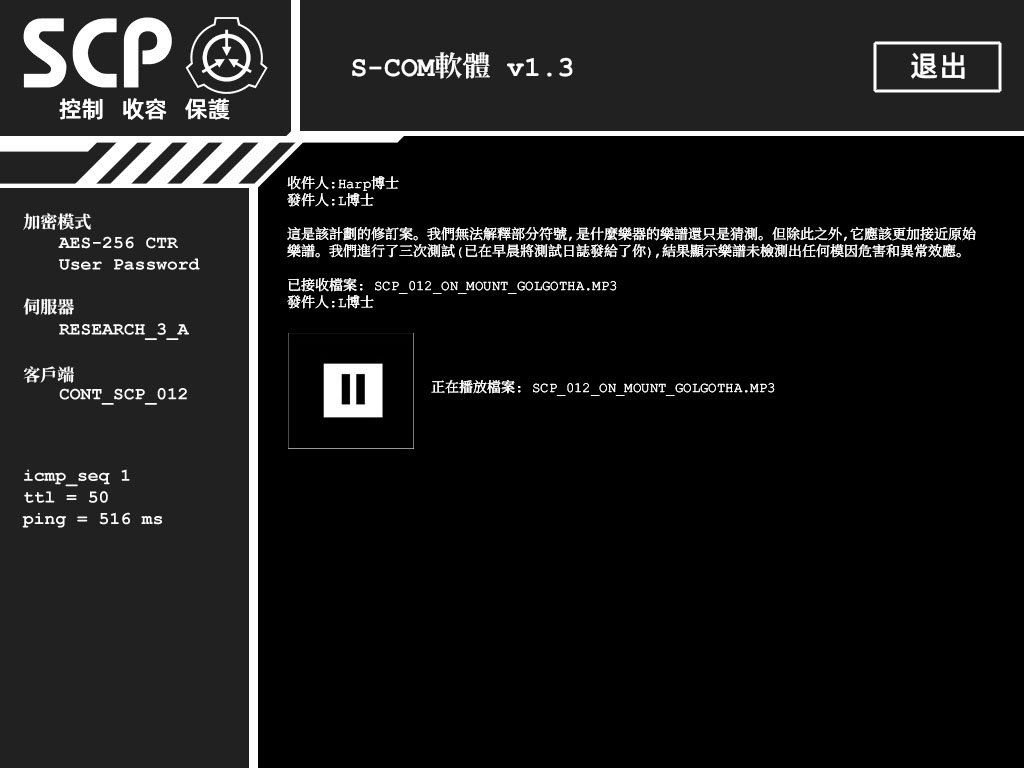 SCP
控制 收容 保護
S-COM軟體 v1.3
退出
加密模式
AES-256 CTR
User Password
伺服器
RESEARCH_3_A
客戶端
CONT_SCP_012
icmp_seq 1
ttl = 50
ping = 516 ms
收件人:Harp博士
發件人:L博士
這是該計劃的修訂案。我們無法解釋部分符號,是什麼樂器的樂譜還只是猜測。但除此之外,它應該更加接近原始
樂譜。我們進行了三次測試(已在早晨將測試日誌發給了你),結果顯示樂譜未檢測出任何模因危害和異常效應。
已接收檔案: SCP_012_ON_MOUNT_GOLGOTHA.MP3
發件人:L博士
正在播放檔案: SCP_012_ON_MOUNT_GOLGOTHA.MP3